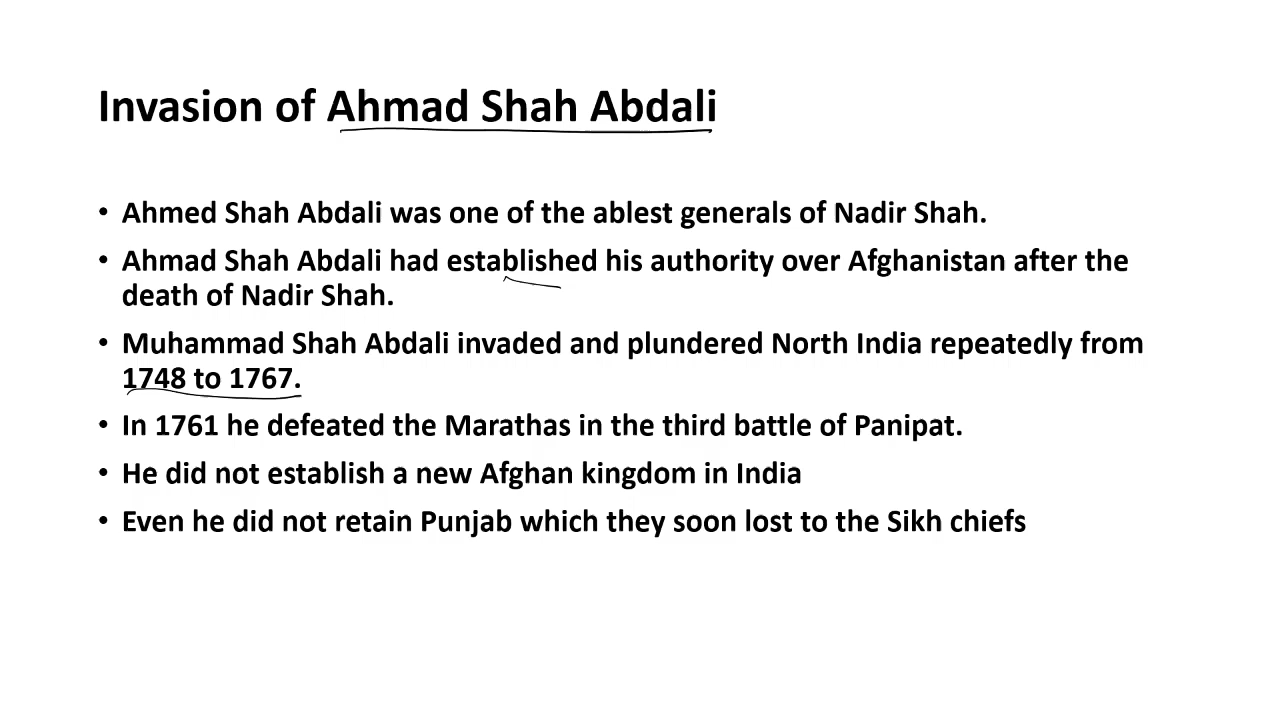 Invasion of Ahmad Shah Abdali
• Ahmed Shah Abdali was one of the ablest generals of Nadir Shah.
• Ahmad Shah Abdali had established his authority over Afghanistan after the
death of Nadir Shah.
• Muhammad Shah Abdali invaded and plundered North India repeatedly from
1748 to 1767.
• In 1761 he defeated the Marathas in the third battle of Panipat.
• He did not establish a new Afghan kingdom in India
• Even he did not retain Punjab which they soon lost to the Sikh chiefs